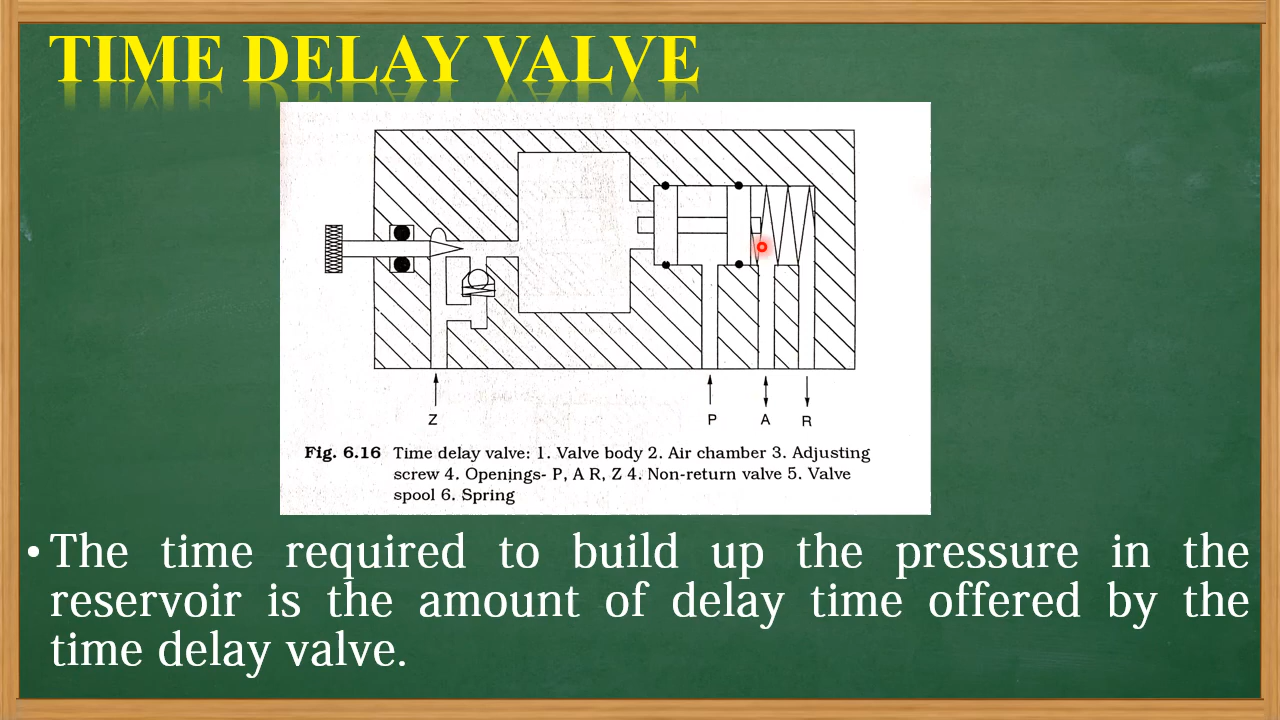 TIME DELAY VALVE
Z P A R
Fig. 6.16 Time delay valve: 1. Valve body 2. Air chamber 3. Adjusting
screw 4. Openings- P, A R, Z 4. Non-return valve 5. Valve
spool 6. Spring
• The time required to build up the pressure in the
reservoir is the amount of delay time offered by the
time delay valve.